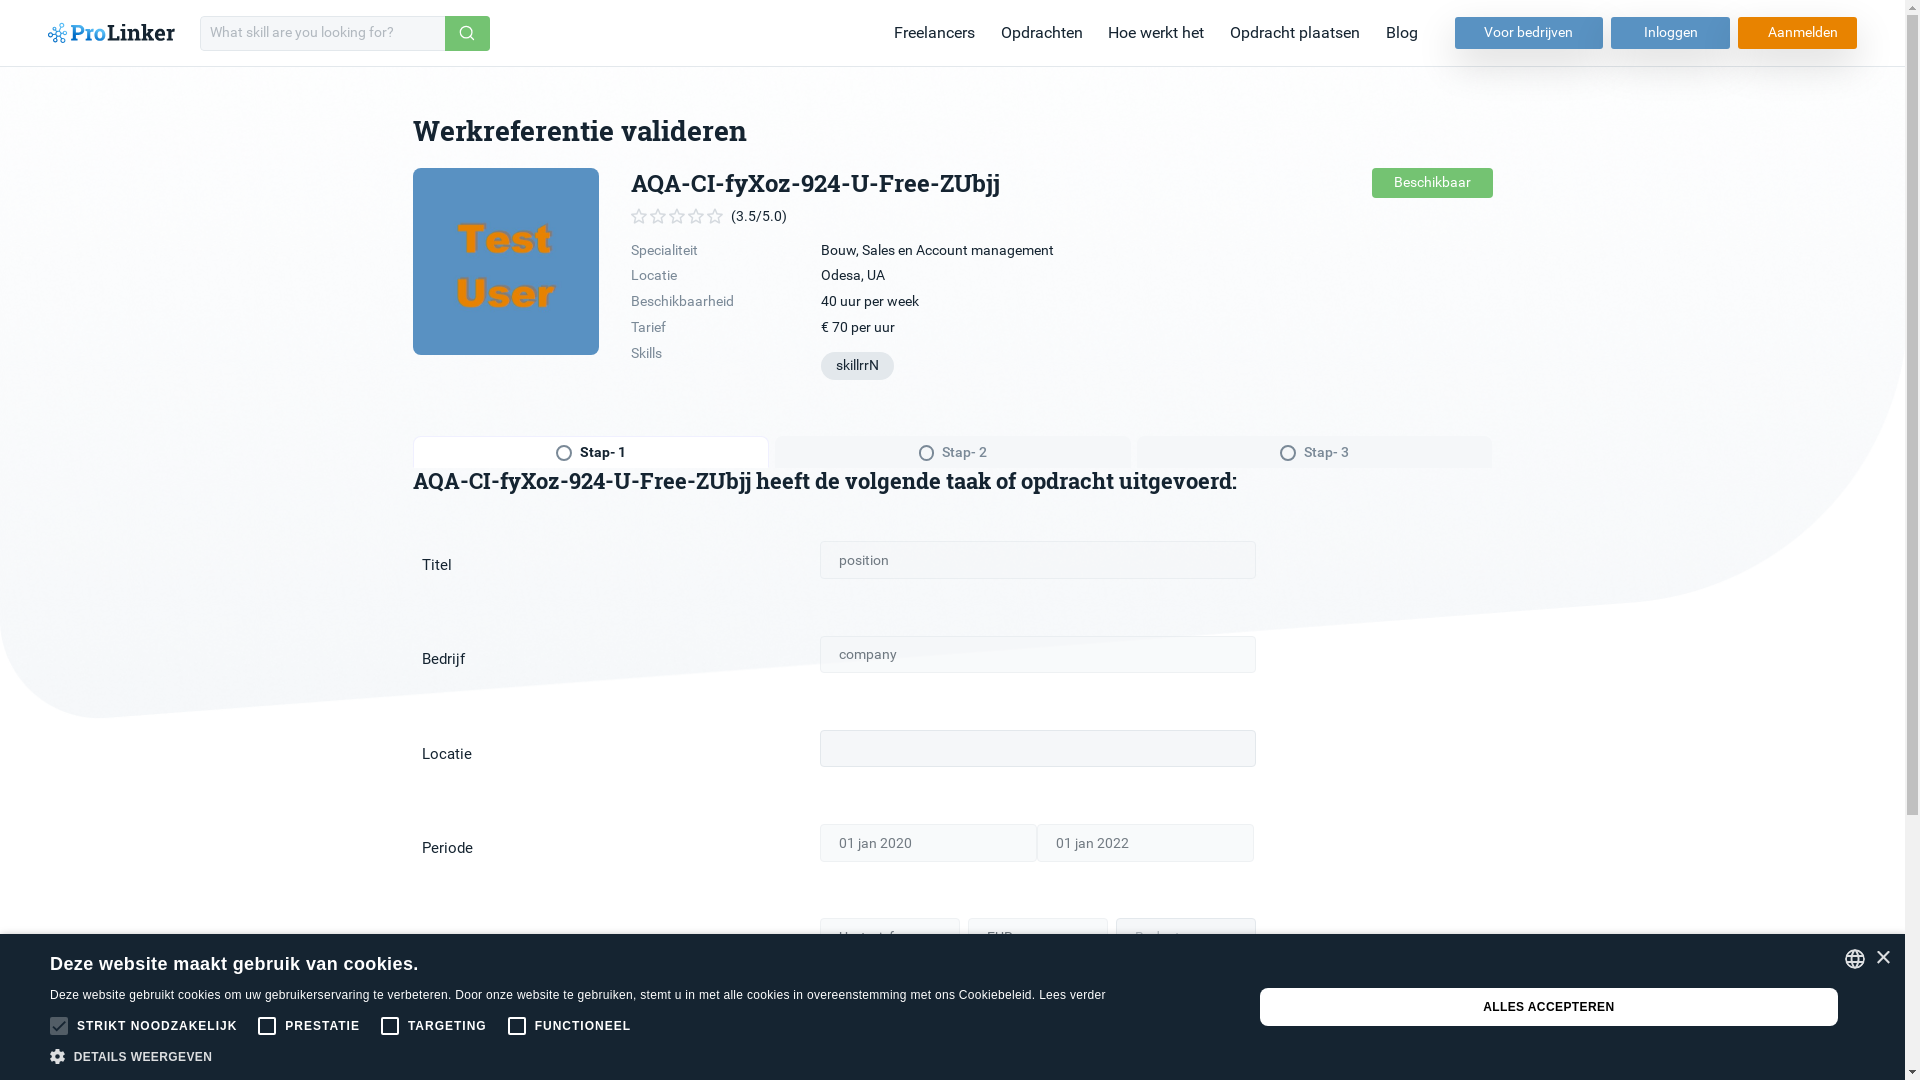 ProLinker
What skill are you looking for?
Freelancers
Opdrachten
Hoe werkt het
Opdracht plaatsen
Blog
Voor bedrijven
Inloggen
Aanmelden
Werkreferentie valideren
Test
User
AQA-CI-fyXoz-924-U-Free-ZUbjj
Beschikbaar
(3.5/5.0)
Specialiteit Bouw, Sales en Account management
Locatie Odesa, UA
Beschikbaarheid 40 uur per week
Tarief € 70 per uur
Skills skillrrN
Stap- 1
Stap- 2
Stap- 3
AQA-CI-fyXoz-924-U-Free-ZUbjj heeft de volgende taak of opdracht uitgevoerd:
Titel position
Bedrijf company
Locatie
Periode 01 jan 2020 01 jan 2022
Deze website maakt gebruik van cookies.
Deze website gebruikt cookies om uw gebruikerservaring te verbeteren. Door onze website te gebruiken, stemt u in met alle cookies in overeenstemming met ons Cookiebeleid. Lees verder
STRIKT NOODZAKELIJK PRESTATIE TARGETING FUNCTIONEEL
DETAILS WEERGEVEN
ALLES ACCEPTEREN